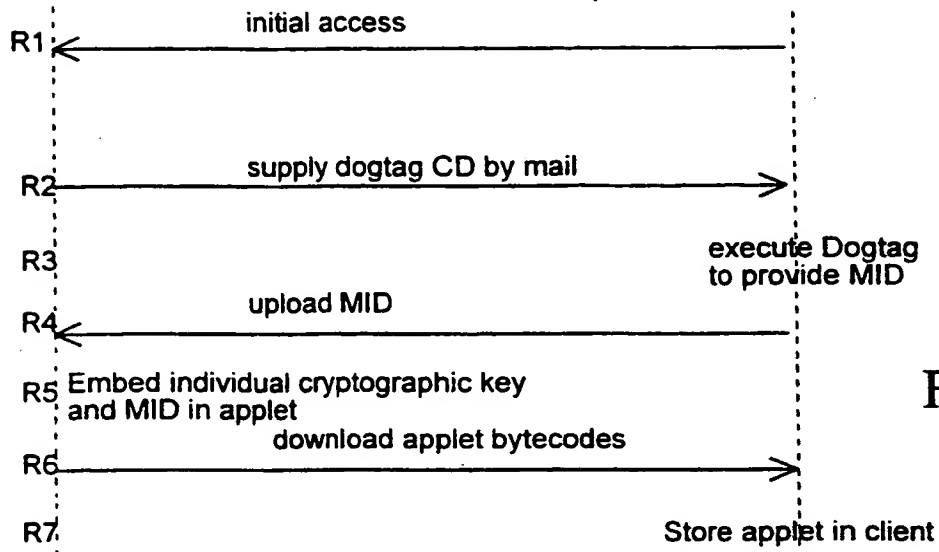 initial access
R1
supply dogtag CD by mail
R2
execute Dogtag
R3
to provide MID
upload MID
R4
R5 Embed individual cryptographic key
and MID in applet
F
download applet bytecodes
R6
R7
Store applet in client